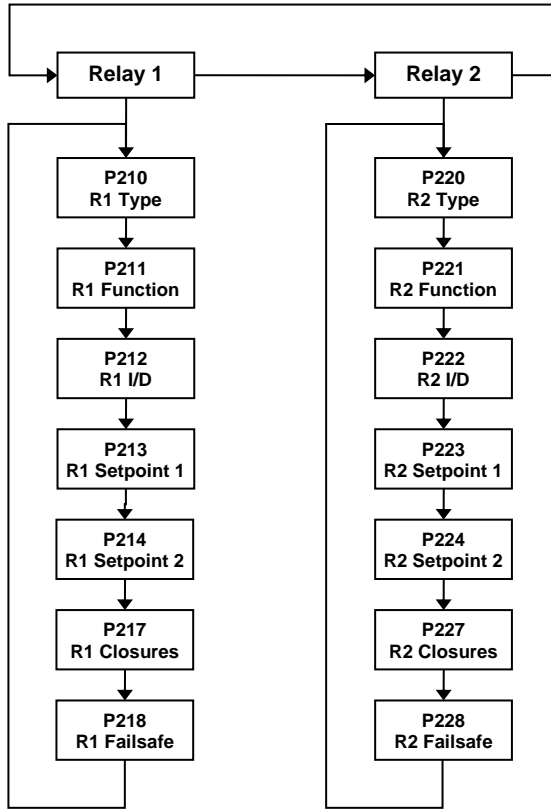 Relay 1
P210
R1 Type
P211
R1 Function
P212
R1 I/D
P213
R1 Setpoint 1
P214
R1 Setpoint 2
P217
R1 Closures
P218
R1 Failsafe
Relay 2
P220
R2 Type
P221
R2 Function
P222
R2 I/D
P223
R2 Setpoint 1
P224
R2 Setpoint 2
P227
R2 Closures
P228
R2 Failsafe